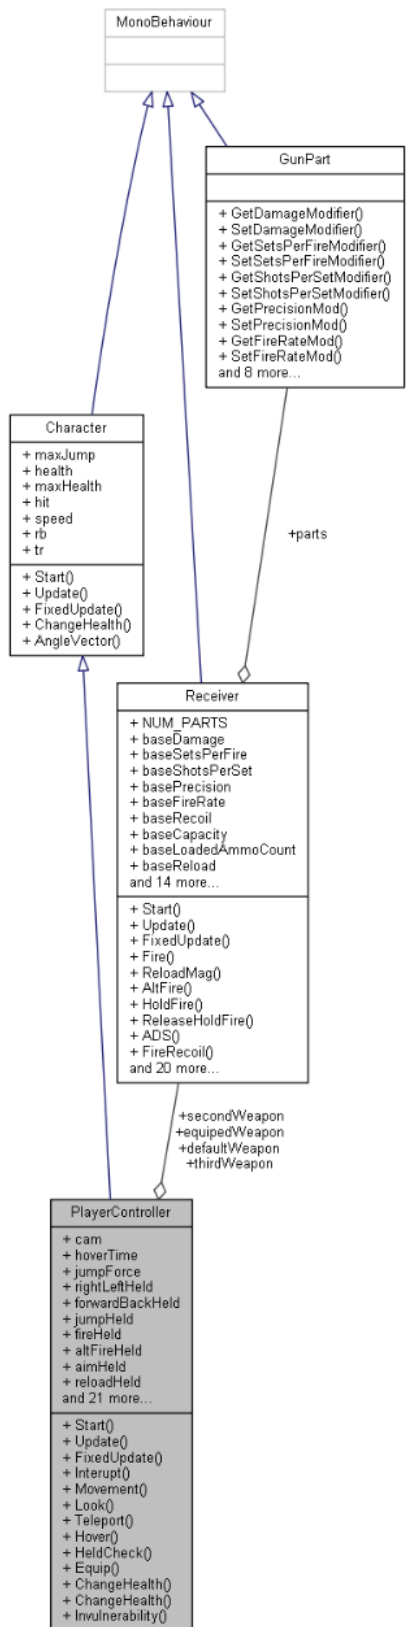 MonoBehaviour
GunPart
+ GetDamageModifier()
+ SetDamageModifier()
+ GetSetsPerFireModifier()
+ SetSetsPerFireModifier()
+ GetShotsPerSetModifier()
+ SetShotsPerSetModifier()
+ GetPrecisionMod()
+ SetPrecisionMod()
+ GetFireRateMod()
+ SetFireRateMod()
and 8 more...
Character
+ maxJump
+ health
+ maxHealth
+ hit
+ speed
+ rb
+ tr
+ Start()
+ Update()
+ FixedUpdate()
+ ChangeHealth()
+ AngleVector()
+parts
Receiver
+ NUM_PARTS
+ baseDamage
+ baseSetsPerFire
+ baseShotsPerSet
+ basePrecision
+ baseFireRate
+ baseRecoil
+ baseCapacity
+ baseLoadedAmmoCount
+ baseReload
and 14 more...
+ Start()
+ Update()
+ FixedUpdate()
+ Fire()
+ ReloadMag()
+ AltFire()
+ HoldFire()
+ ReleaseHoldFire()
+ ADS()
+ FireRecoil()
and 20 more...
+secondWeapon
+equipedWeapon
+defaultWeapon
+thirdWeapon
PlayerController
+ cam
+ hoverTime
+ jumpForce
+ rightLeftHeld
+ forwardBackHeld
+ jumpHeld
+ fireHeld
+ altFireHeld
+ aimHeld
+ reloadHeld
and 21 more...
+ Start()
+ Update()
+ FixedUpdate()
+ Interupt()
+ Movement()
+ Look()
+ Teleport()
+ Hover()
+ HeldCheck()
+ Equip()
+ ChangeHealth()
+ ChangeHealth()
+ Invulnerability()